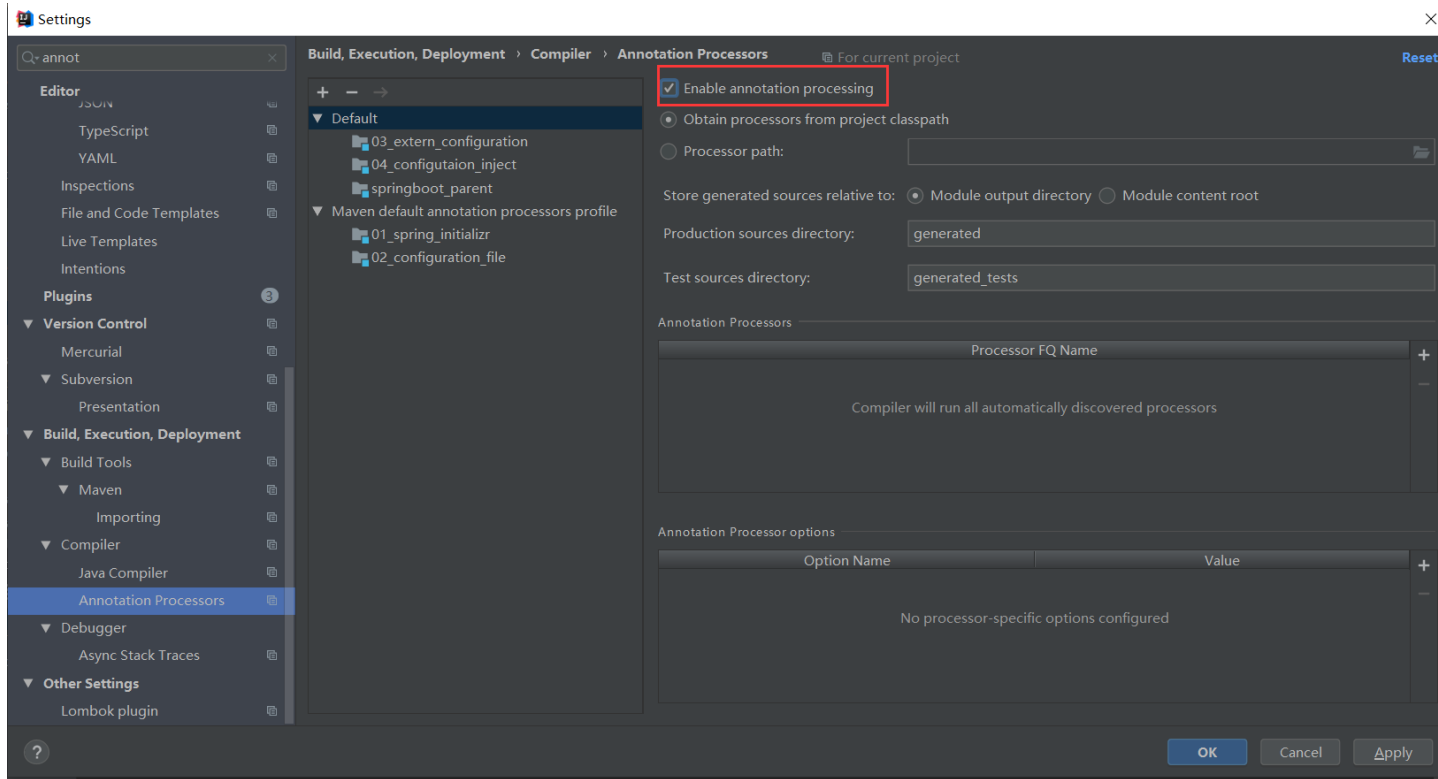 Settings
annot
Editor
JSON
TypeScript
YAML
Inspections
File and Code Templates
Live Templates
Intentions
Plugins
3
Version Control
Mercurial
Subversion
Presentation
Build, Execution, Deployment
Build Tools
Maven
Importing
Compiler
Java Compiler
Annotation Processors
Debugger
Async Stack Traces
Other Settings
Lombok plugin
Build, Execution, Deployment › Compiler › Annotation Processors
For current project
Reset
Default
03_extern_configuration
04_configutaion_inject
springboot_parent
Maven default annotation processors profile
01_spring_initializr
02_configuration_file
Enable annotation processing
Obtain processors from project classpath
Processor path:
Store generated sources relative to: Module output directory Module content root
Production sources directory: generated
Test sources directory: generated_tests
Annotation Processors
Processor FQ Name
Compiler will run all automatically discovered processors
Annotation Processor options
Option Name Value
No processor-specific options configured
?
OK Cancel Apply